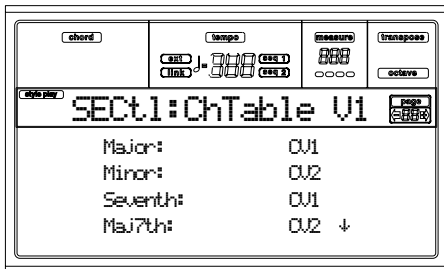 chord
tempo
measure
transpose
ext
seq 1
link
seq 2
octave
style play
page
SECtl:ChTable V1
Major: CV1
Minor: CV2
Seventh: CV1
Maj7th: CV2 ↓